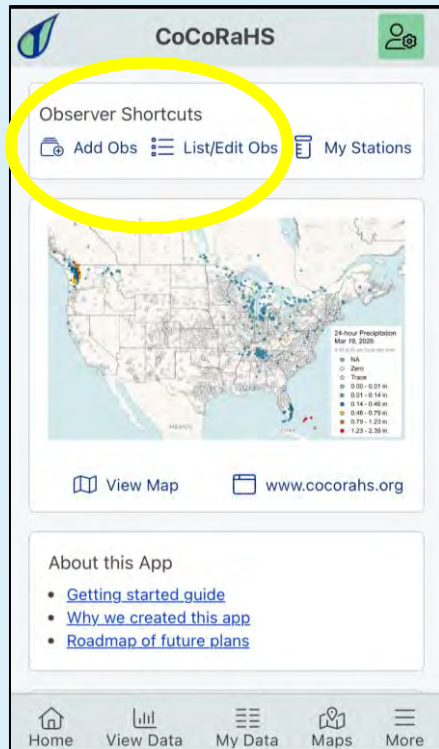 CoCoRaHS
Observer Shortcuts
Add Obs List/Edit Obs My Stations
24-hour Precipitation
Mar 19, 2026
NA
Zero
Trace
0.00 - 0.01 in.
0.01 - 0.14 in.
0.14 - 0.46 in.
0.46 - 0.79 in.
0.79 - 1.23 in.
1.23 - 2.39 in.
MEXICO
View Map www.cocorahs.org
About this App
• Getting started guide
• Why we created this app
• Roadmap of future plans
Home View Data My Data Maps More